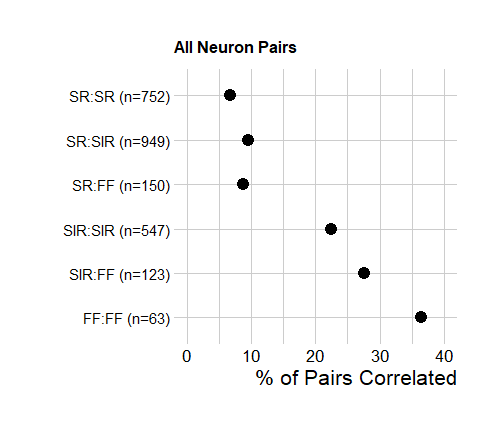 All Neuron Pairs
SR:SR (n=752)
SR:SIR (n=949)
SR:FF (n=150)
SIR:SIR (n=547)
SIR:FF (n=123)
FF:FF (n=63)
0 10 20 30 40
% of Pairs Correlated